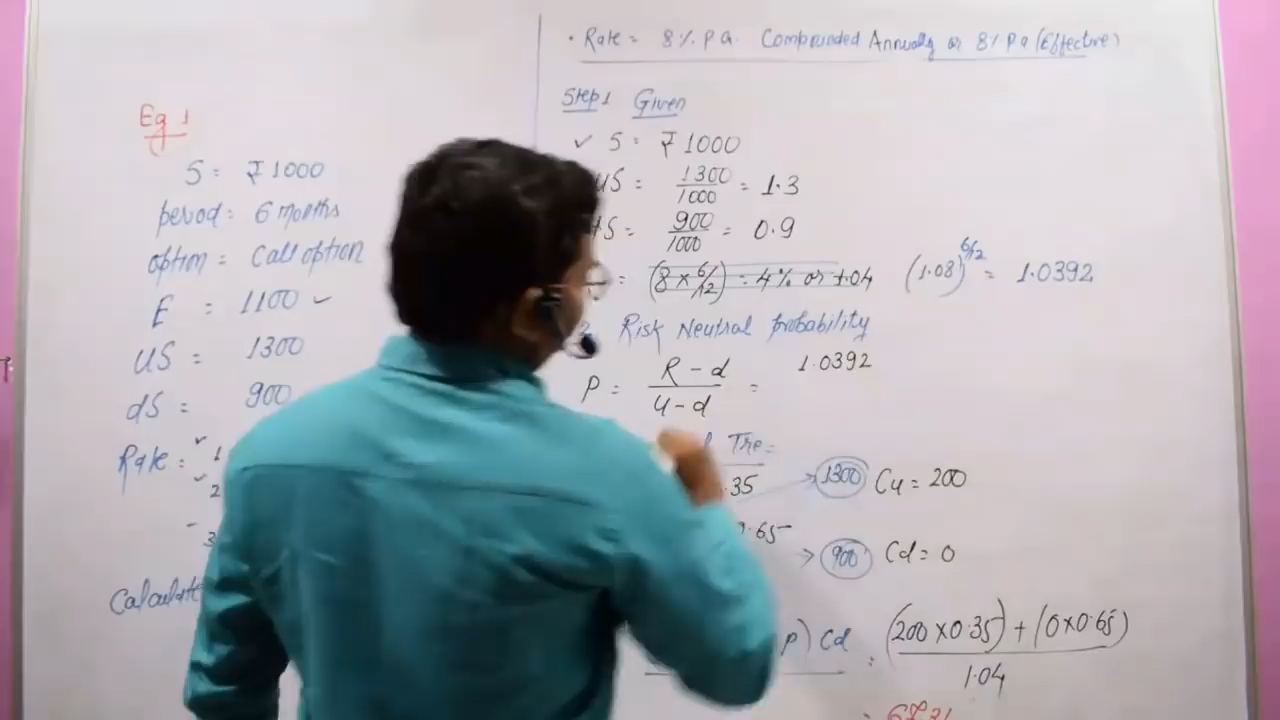 Eg 1
S = ₹1000
period = 6 months
option = Call option
E = 1100 ✓
US = 1300
dS = 900
Rate = ✓ 1
✓ 2
- 3
Calculate
• Rate = 8% P.a. Compounded Annually or 8% Pa (Effective)
Step 1 Given
✓ S = ₹1000
uS = 1300/1000 = 1.3
dS = 900/1000 = 0.9
= (8 x 6/12) = 4% or 1.04 (1.08)^6/12 = 1.0392
Risk Neutral probability
P = R - d / u - d = 1.0392
Tre=
.35 1300 Cu = 200
0.65 900 Cd = 0
p) Cd = (200 x 0.35) + (0 x 0.65) / 1.04
= 67.31